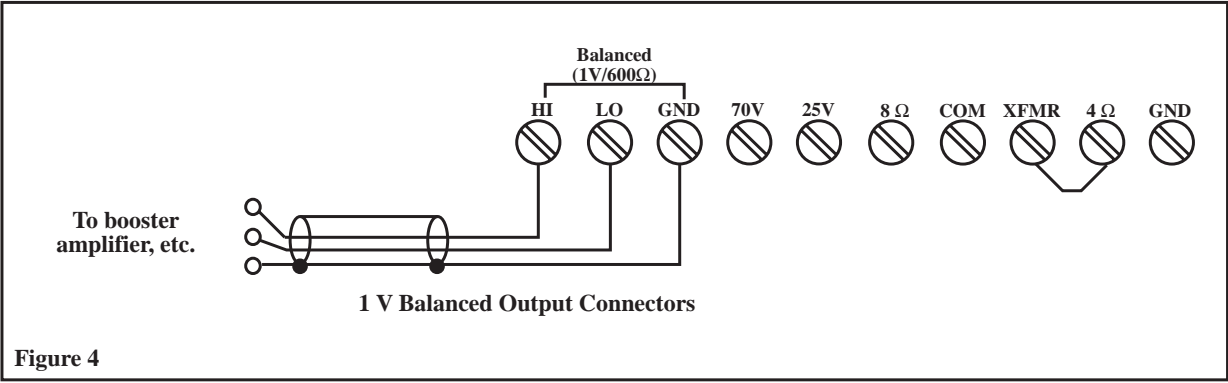 Balanced
(1V/600Ω)
HI LO GND 70V 25V 8 Ω COM XFMR 4 Ω GND
To booster
amplifier, etc.
1 V Balanced Output Connectors
Figure 4